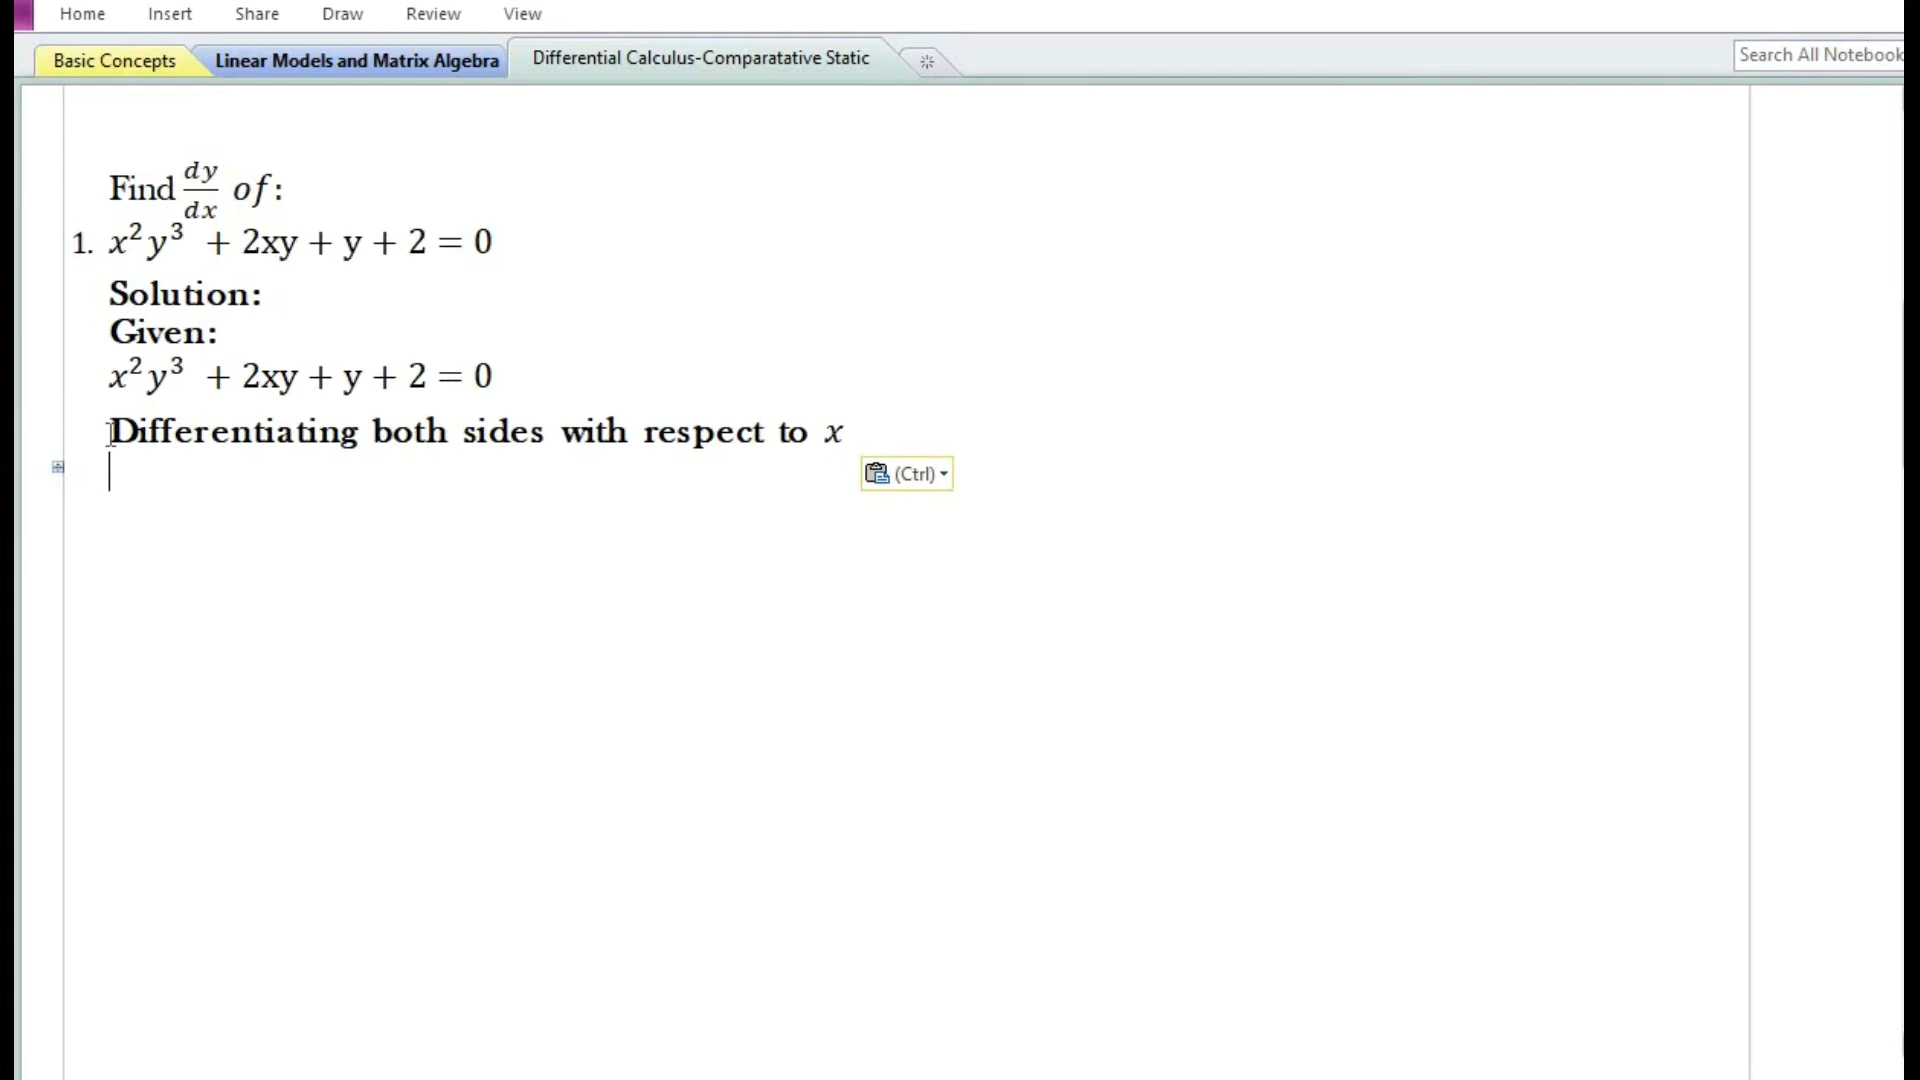 Home Insert Share Draw Review View
Basic Concepts Linear Models and Matrix Algebra Differential Calculus-Comparatative Static Search All Notebook
Find dy/dx of:
1. x²y³ + 2xy + y + 2 = 0
Solution:
Given:
x²y³ + 2xy + y + 2 = 0
Differentiating both sides with respect to x
(Ctrl)